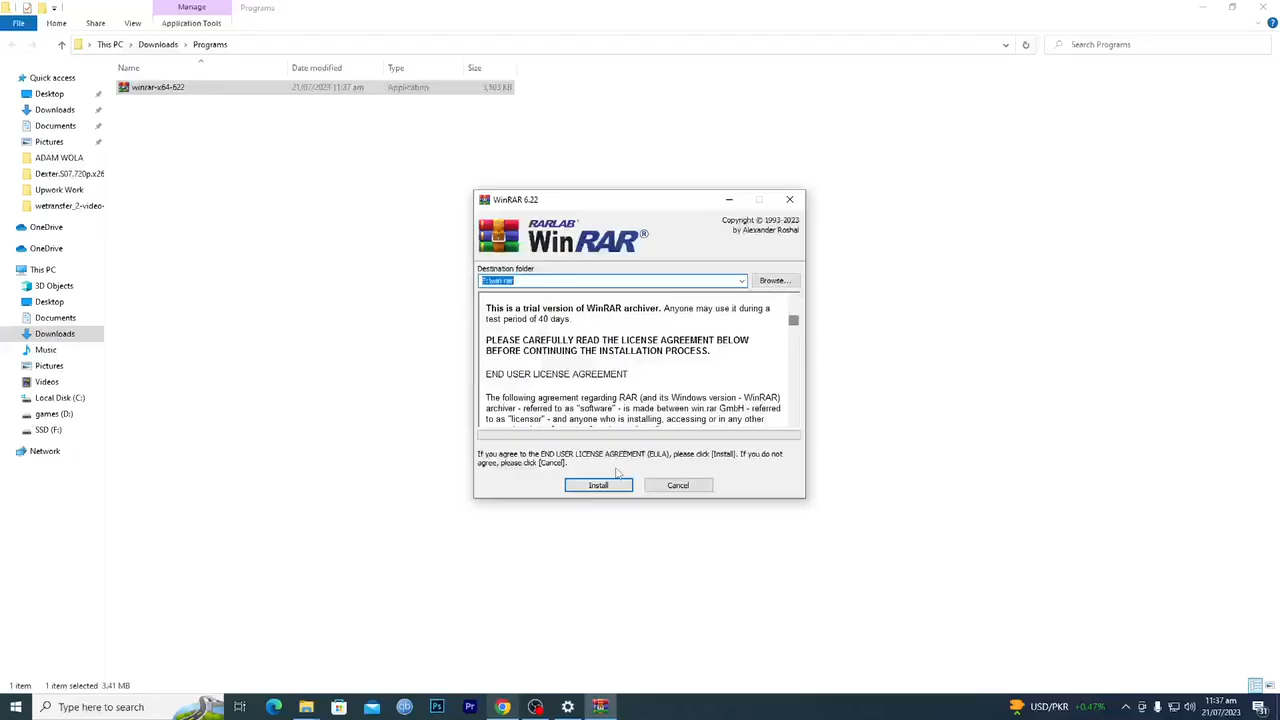 Manage
Programs
File
Home
Share
View
Application Tools
This PC
Downloads
Programs
Search Programs
Name
Date modified
Type
Size
winrar-x64-622
21/07/2023 11:37 am
Application
Quick access
Desktop
Downloads
Documents
Pictures
ADAM WOLA
Dexter.S07.720p.x26
Upwork Work
wetransfer_2-video-
OneDrive
OneDrive
This PC
3D Objects
Desktop
Documents
Downloads
Music
Pictures
Videos
Local Disk (C:)
games (D:)
SSD (F:)
Network
WinRAR 6.22
RARLAB®
WinRAR®
Copyright © 1993-2023
by Alexander Roshal
Destination folder
Browse...
This is a trial version of WinRAR archiver. Anyone may use it during a
test period of 40 days.
PLEASE CAREFULLY READ THE LICENSE AGREEMENT BELOW
BEFORE CONTINUING THE INSTALLATION PROCESS.
END USER LICENSE AGREEMENT
The following agreement regarding RAR (and its Windows version - WinRAR)
archiver - referred to as "software" - is made between win.rar GmbH - referred
to as "licensor" - and anyone who is installing, accessing or in any other
If you agree to the END USER LICENSE AGREEMENT (EULA), please click [Install]. If you do not
agree, please click [Cancel].
Install
Cancel
1 item
1 item selected 3.41 MB
Type here to search
Ps
Pr
USD/PKR +0.47%
11:37 am
21/07/2023